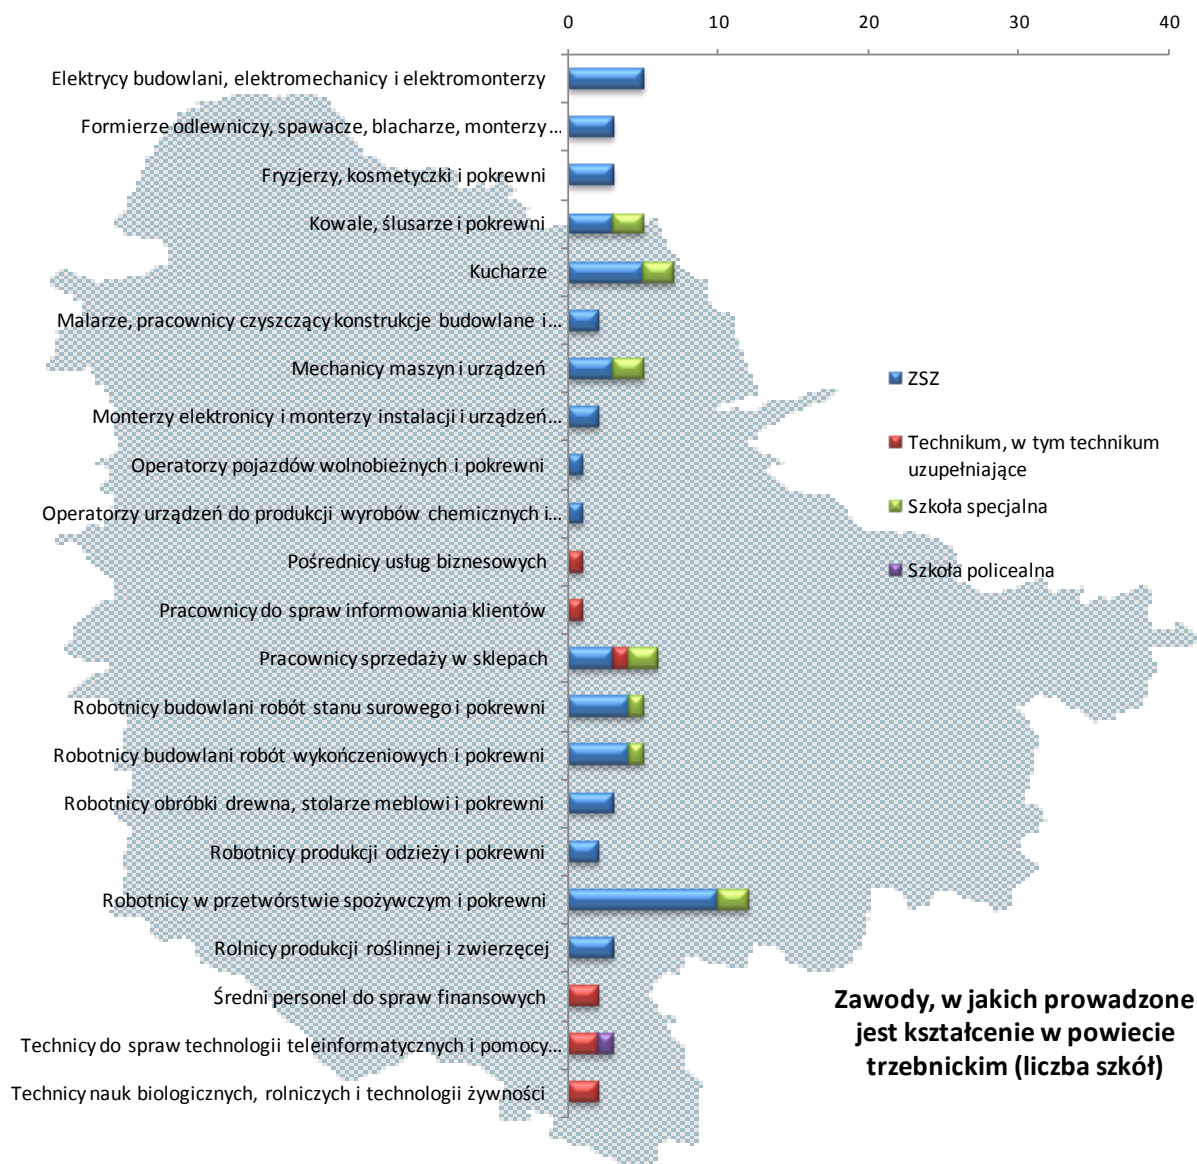 0 10 20 30 40
Elektrycy budowlani, elektromechanicy i elektromonterzy
Formierze odlewniczy, spawacze, blacharze, monterzy ...
Fryzjerzy, kosmetyczki i pokrewni
Kowale, ślusarze i pokrewni
Kucharze
Malarze, pracownicy czyszczący konstrukcje budowlane i...
Mechanicy maszyn i urządzeń
Monterzy elektronicy i monterzy instalacji i urządzeń...
Operatorzy pojazdów wolnobieżnych i pokrewni
Operatorzy urządzeń do produkcji wyrobów chemicznych i...
Pośrednicy usług biznesowych
Pracownicy do spraw informowania klientów
Pracownicy sprzedaży w sklepach
Robotnicy budowlani robót stanu surowego i pokrewni
Robotnicy budowlani robót wykończeniowych i pokrewni
Robotnicy obróbki drewna, stolarze meblowi i pokrewni
Robotnicy produkcji odzieży i pokrewni
Robotnicy w przetwórstwie spożywczym i pokrewni
Rolnicy produkcji roślinnej i zwierzęcej
Średni personel do spraw finansowych
Technicy do spraw technologii teleinformatycznych i pomocy...
Technicy nauk biologicznych, rolniczych i technologii żywności
ZSZ
Technikum, w tym technikum
uzupełniające
Szkoła specjalna
Szkoła policealna
Zawody, w jakich prowadzone
jest kształcenie w powiecie
trzebnickim (liczba szkół)